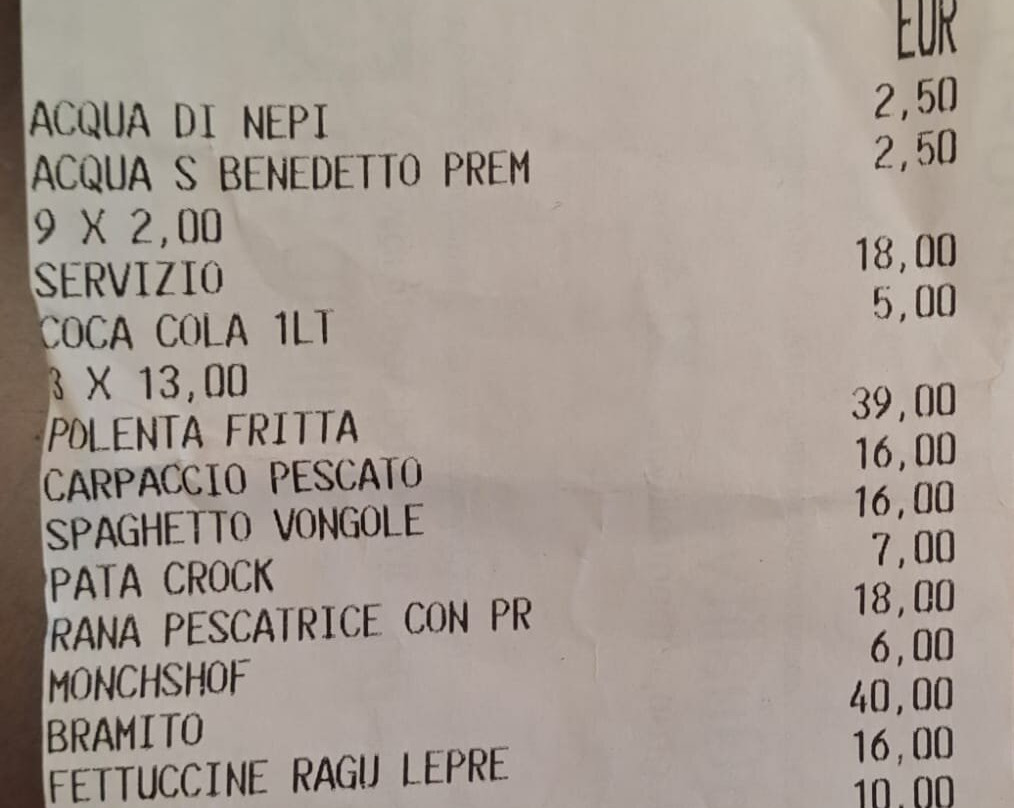 EUR
ACQUA DI NEPI 2,50
ACQUA S BENEDETTO PREM 2,50
9 X 2,00
SERVIZIO 18,00
COCA COLA 1LT 5,00
3 X 13,00
POLENTA FRITTA 39,00
CARPACCIO PESCATO 16,00
SPAGHETTO VONGOLE 16,00
PATA CROCK 7,00
RANA PESCATRICE CON PR 18,00
MONCHSHOF 6,00
BRAMITO 40,00
FETTUCCINE RAGU LEPRE 16,00
10,00